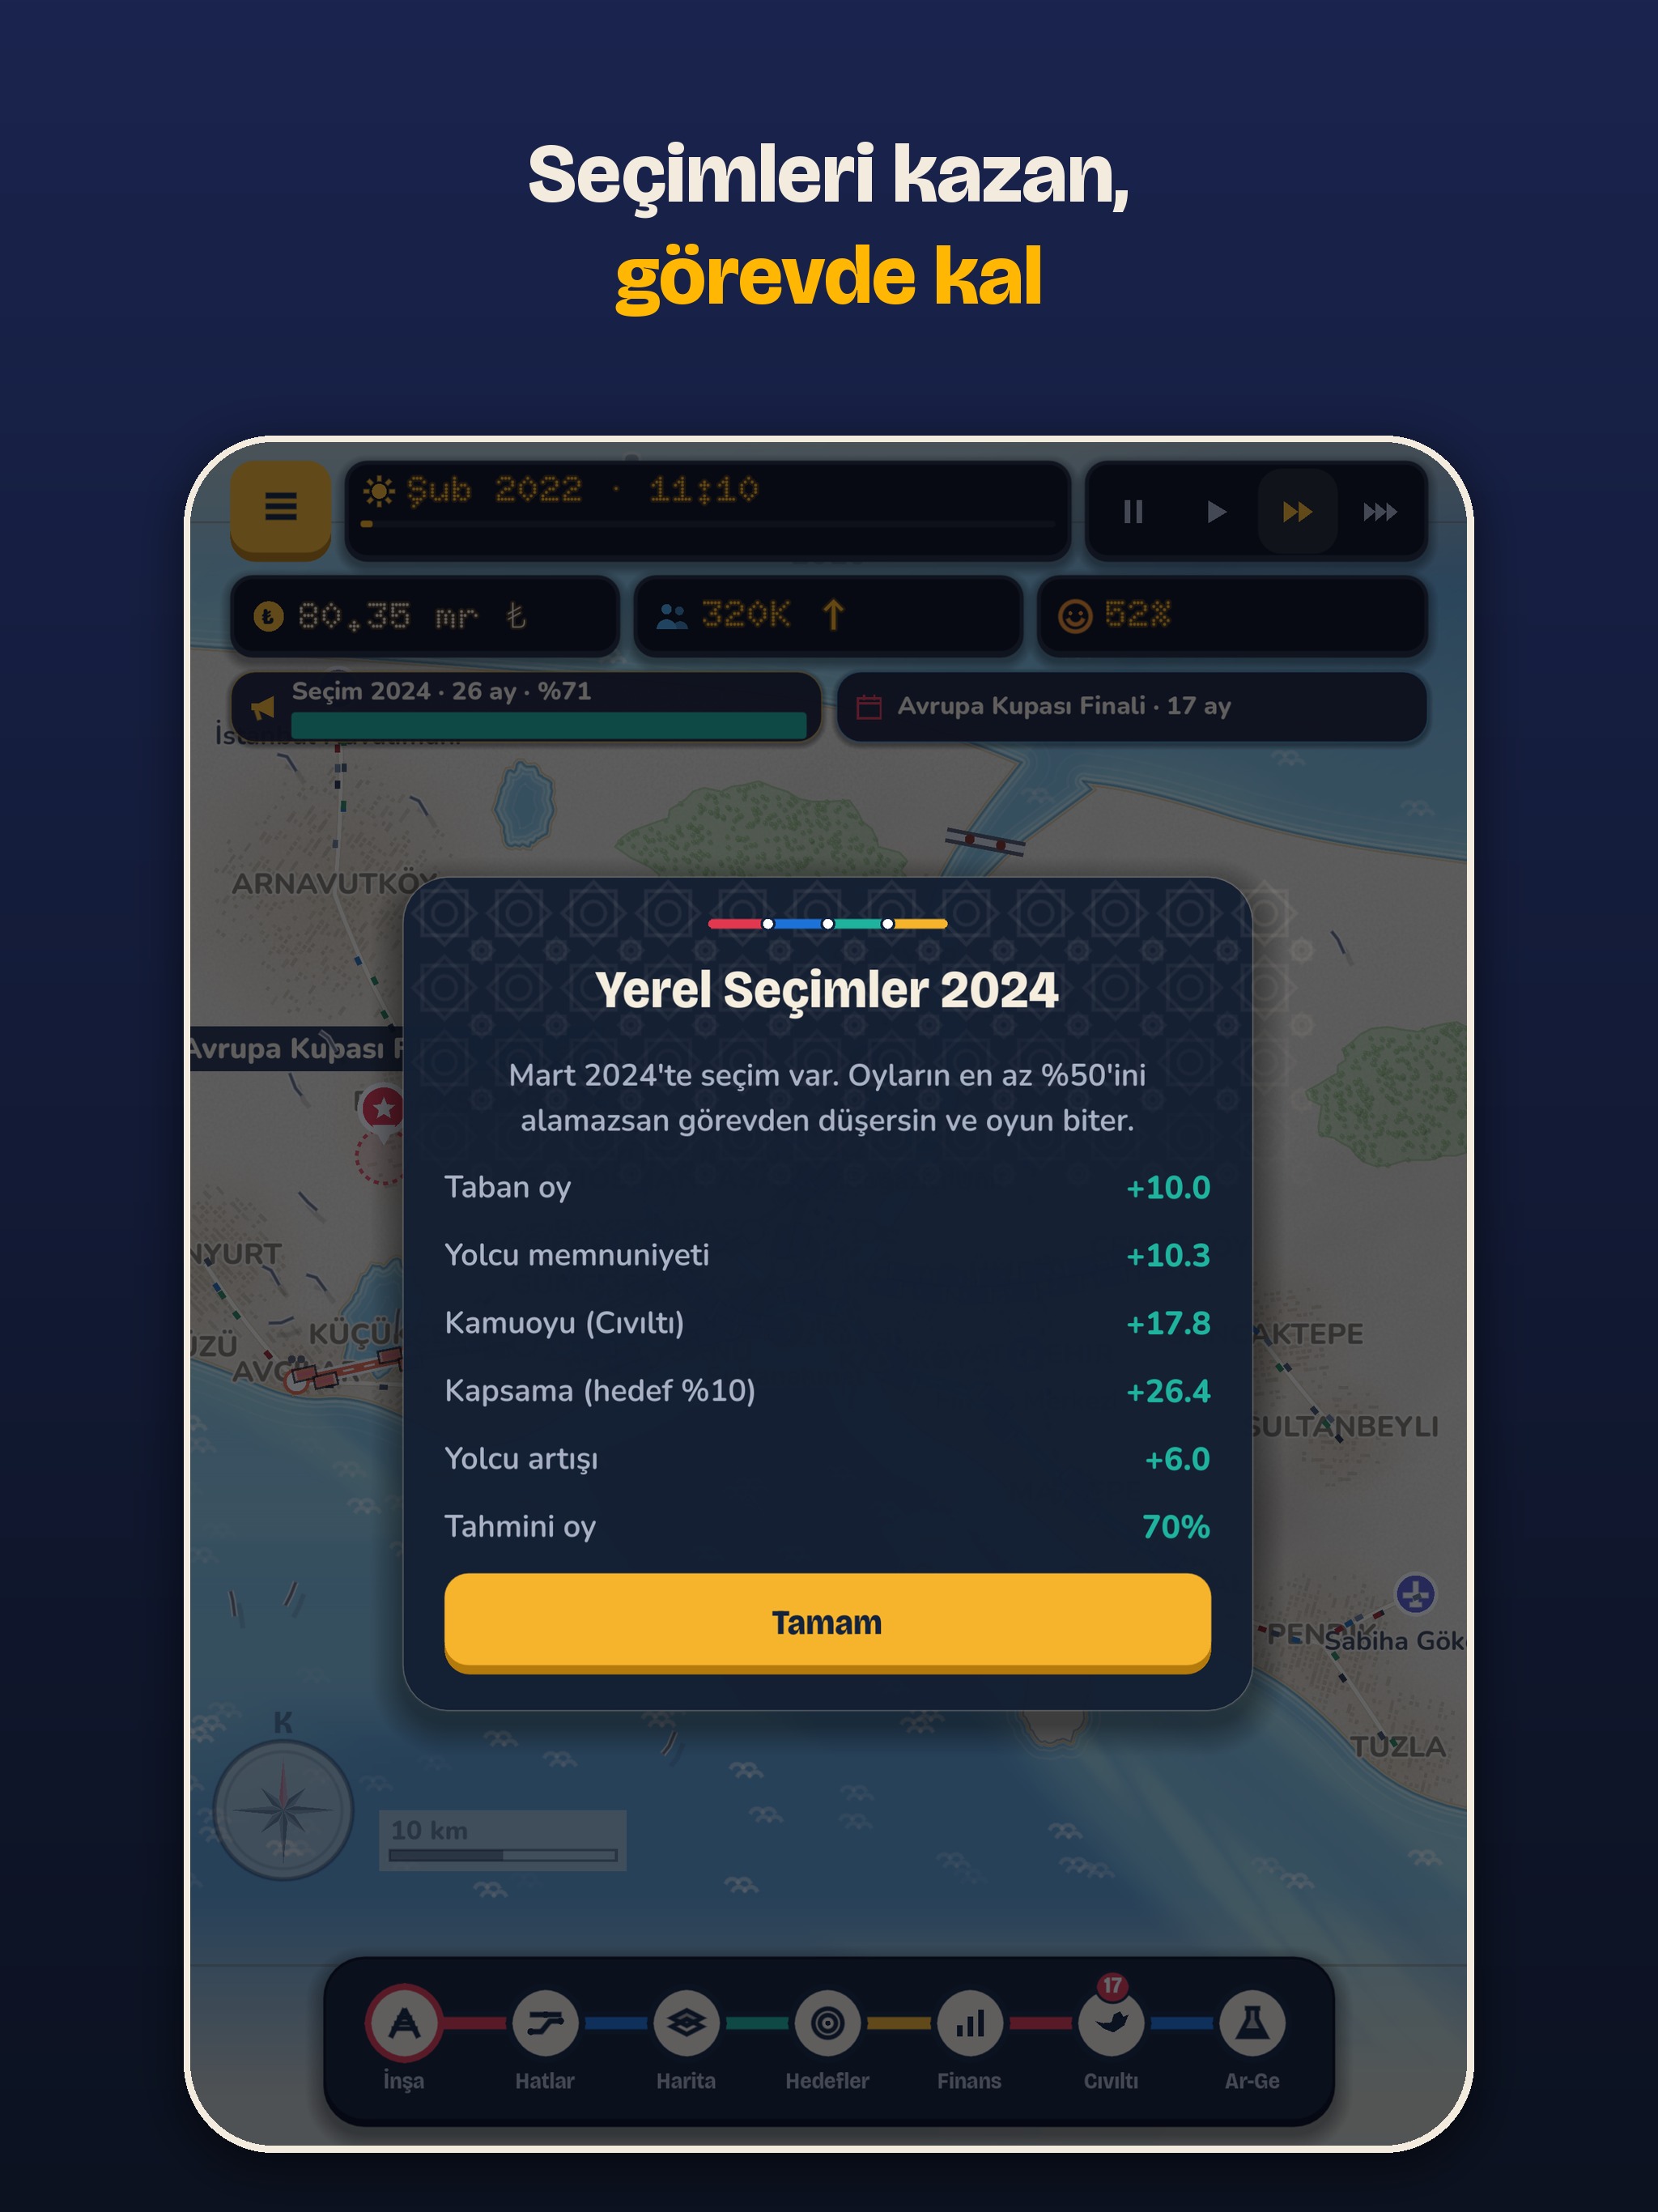 Seçimleri kazan,
görevde kal
Şub 2022 · 11:10
80.35 mr ₺
320K ↑
52%
Seçim 2024 · 26 ay · %71
Avrupa Kupası Finali · 17 ay
ARNAVUTKÖY
Yerel Seçimler 2024
Avrupa Kupası F
Mart 2024'te seçim var. Oyların en az %50'ini
alamazsan görevden düşersin ve oyun biter.
Taban oy +10.0
Yolcu memnuniyeti +10.3
NYURT
Kamuoyu (Cıvıltı) +17.8
KÜÇÜK
AKTEPE
Kapsama (hedef %10) +26.4
SULTANBEYLI
Yolcu artışı +6.0
Tahmini oy 70%
Tamam
PENDİK
Sabiha Gök
K
TUZLA
10 km
17
İnşa
Hatlar
Harita
Hedefler
Finans
Cıvıltı
Ar-Ge